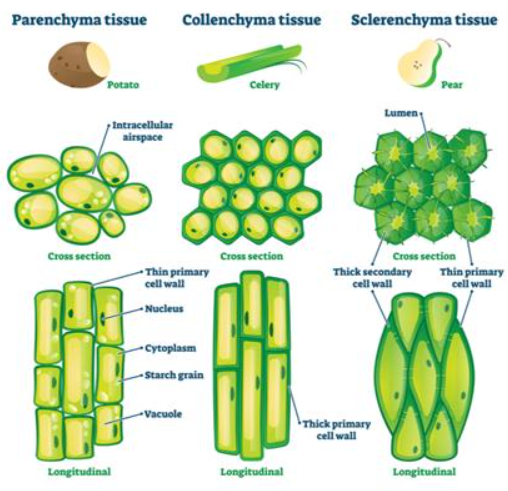 Parenchyma tissue
Collenchyma tissue
Sclerenchyma tissue
Potato
Celery
Pear
Intracellular
airspace
Lumen
Cross section
Cross section
Cross section
Thin primary
cell wall
Nucleus
Cytoplasm
Starch grain
Vacuole
Thick primary
cell wall
Thick secondary
cell wall
Thin primary
cell wall
Longitudinal
Longitudinal
Longitudinal